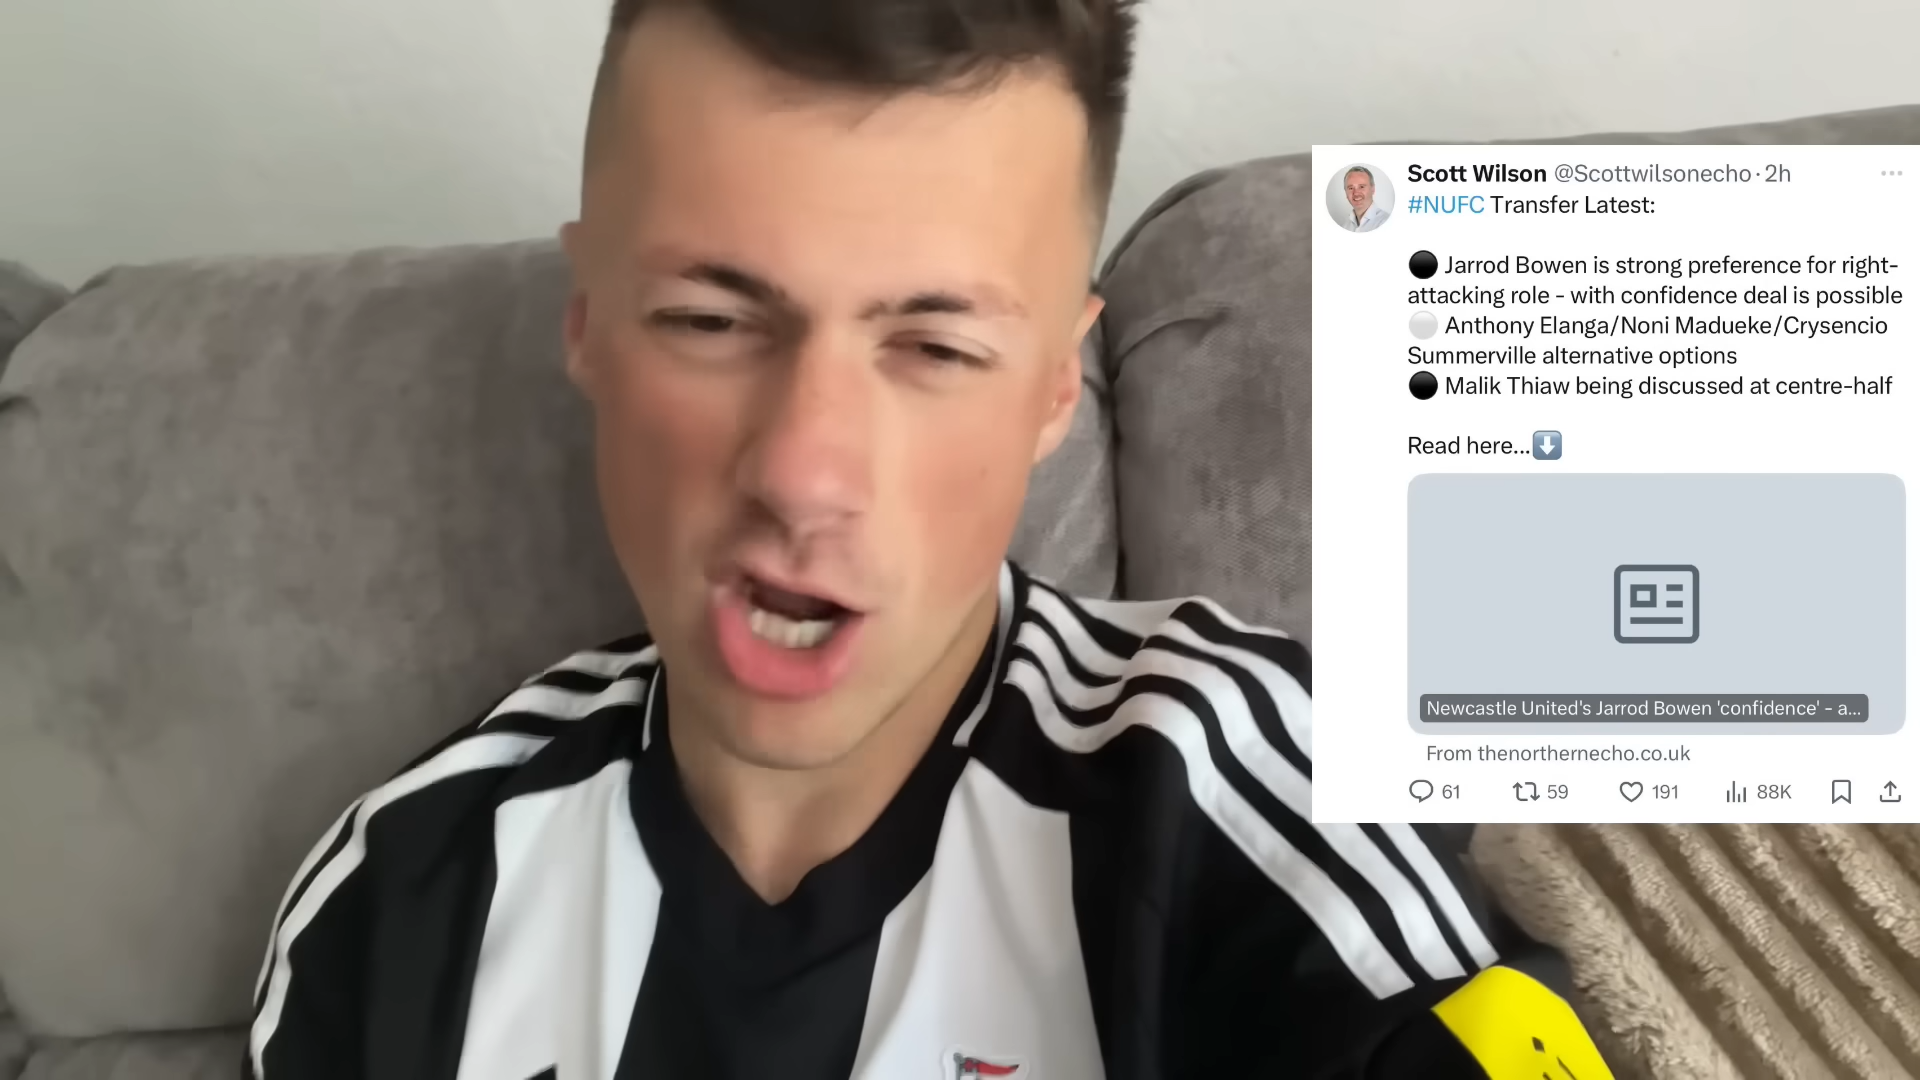 Scott Wilson @Scottwilsonecho · 2h
#NUFC Transfer Latest:
⚫ Jarrod Bowen is strong preference for right-
attacking role - with confidence deal is possible
⚪ Anthony Elanga/Noni Madueke/Crysencio
Summerville alternative options
⚫ Malik Thiaw being discussed at centre-half
Read here...⬇️
Newcastle United's Jarrod Bowen 'confidence' - a...
From thenorthernecho.co.uk
61 59 191 88K